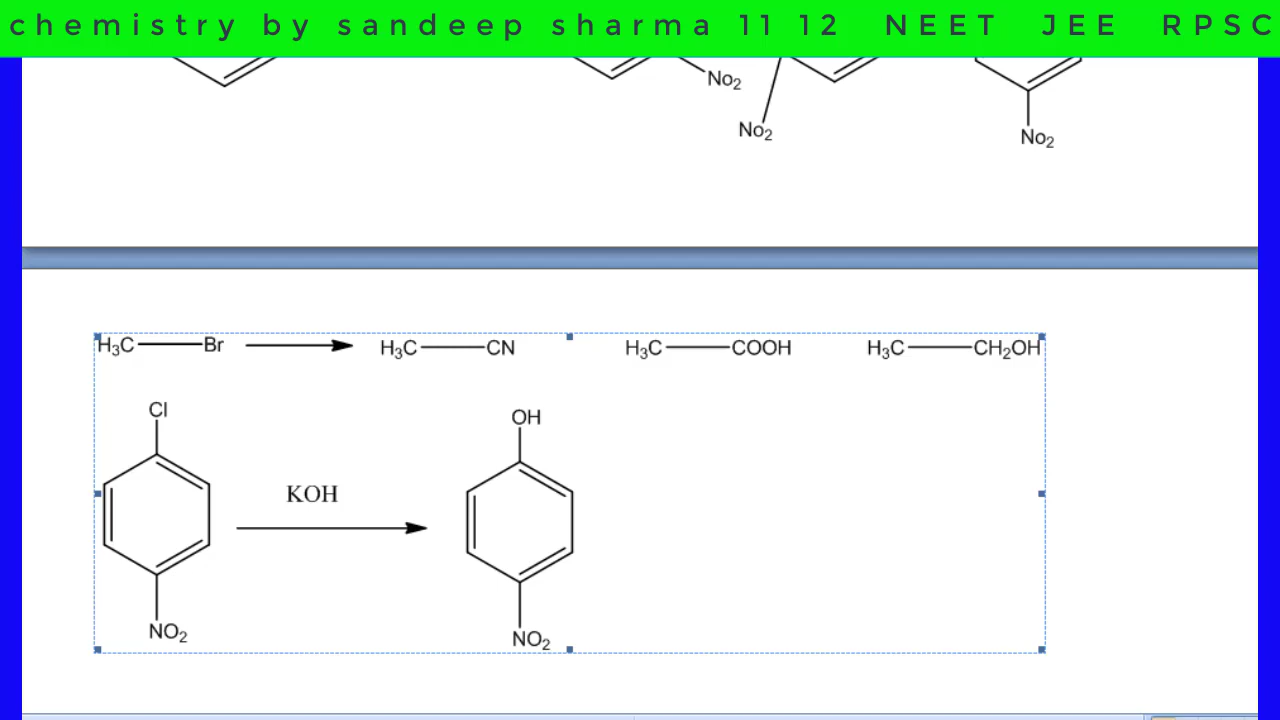 chemistry by sandeep sharma 11 12 NEET JEE RPSC
No2
No2
No2
H3C Br H3C CN H3C COOH H3C CH2OH
Cl OH
KOH
NO2 NO2